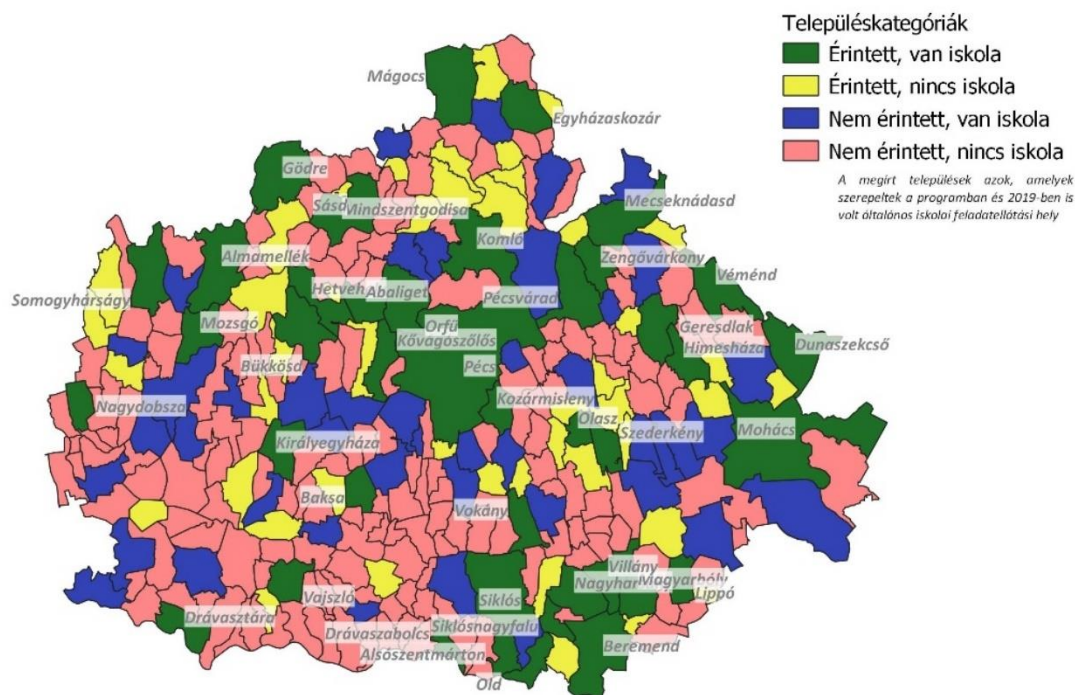 Településkategóriák
Érintett, van iskola
Érintett, nincs iskola
Nem érintett, van iskola
Nem érintett, nincs iskola
A megírt települések azok, amelyek
szerepeltek a programban és 2019-ben is
volt általános iskolai feladatellátási hely
Mágocs
Egyházaskozár
Gödre
Sásd
Mindszentgodisa
Mecseknádasd
Komló
Almamellék
Zengővárkony
Véménd
Hetveh
Abaliget
Pécsvárad
Somogyhárságy
Mozsgó
Orfű
Kővágószőlős
Geresdlak
Himesháza
Dunaszekcső
Bükkösd
Pécs
Nagydobsza
Kozármisleny
Olasz
Szederkény
Mohács
Királyegyháza
Baksa
Vokány
Villány
Nagyhar
Magyarbóly
Lippó
Vajszló
Siklós
Drávasztára
Drávaszabolcs
Siklósnagyfalu
Alsószentmárton
Beremend
Old